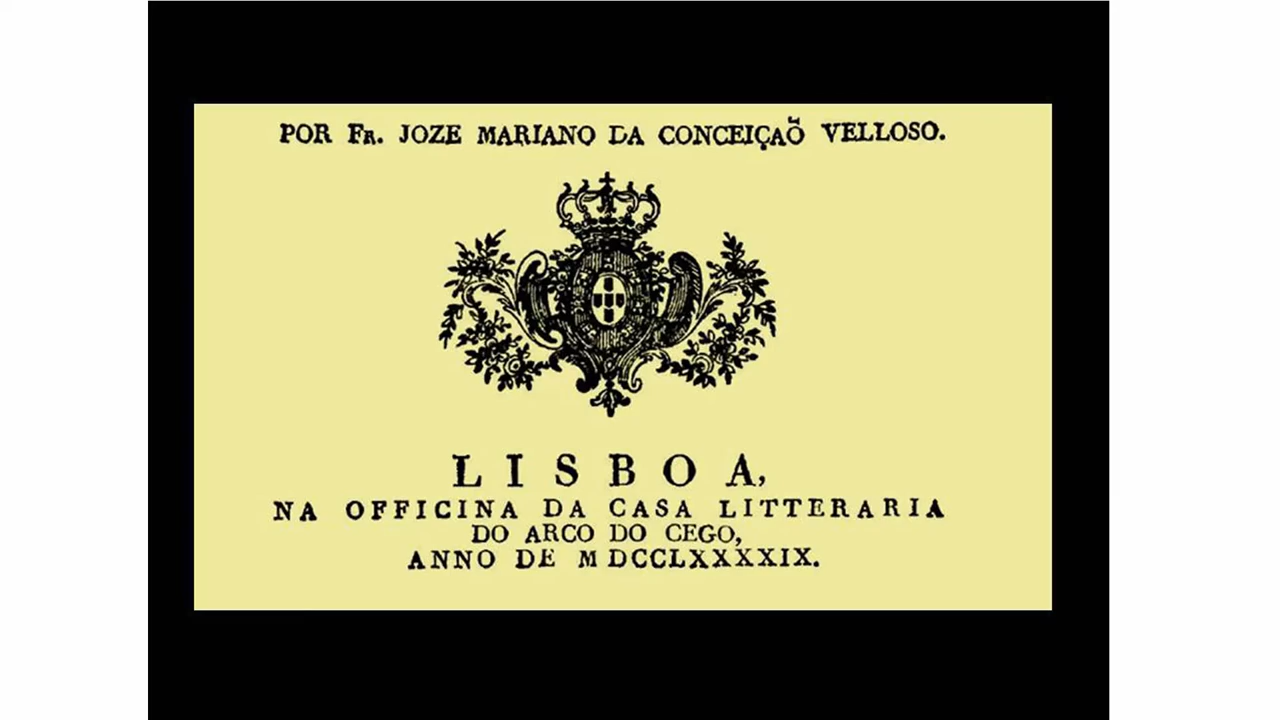 POR FR. JOZE MARIANO DA CONCEIÇAÕ VELLOSO.
LISBOA,
NA OFFICINA DA CASA LITTERARIA
DO ARCO DO CEGO,
ANNO DE MDCCLXXXXIX.